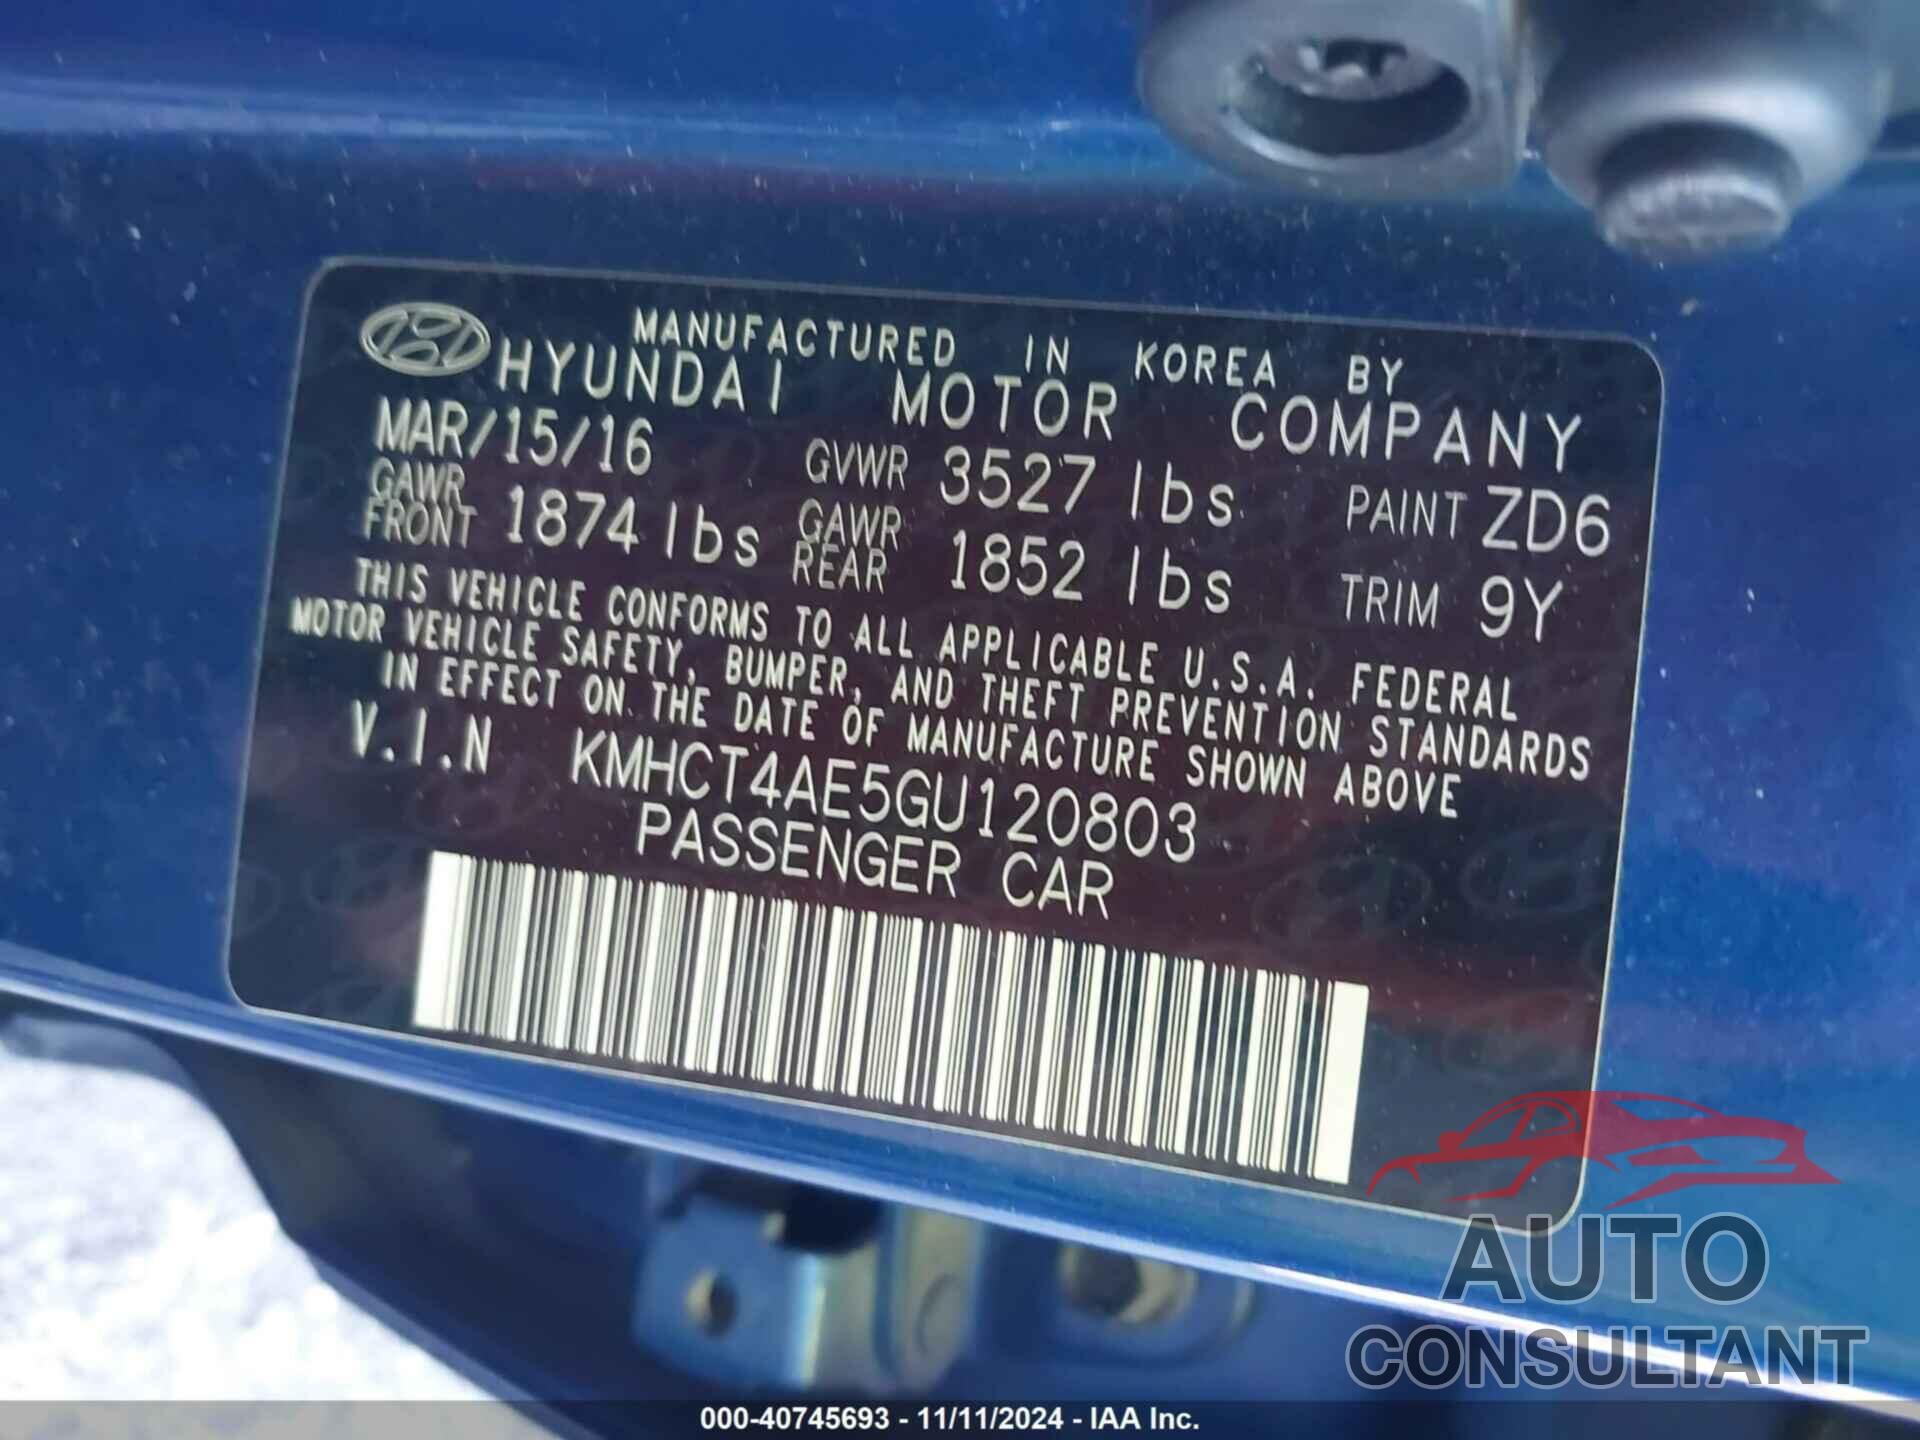 MANUFACTURED IN KOREA BY
HYUNDAI MOTOR COMPANY
MAR/15/16 GVWR 3527 lbs PAINT ZD6
GAWR FRONT 1874 lbs GAWR REAR 1852 lbs TRIM 9Y
THIS VEHICLE CONFORMS TO ALL APPLICABLE U.S.A. FEDERAL
MOTOR VEHICLE SAFETY, BUMPER, AND THEFT PREVENTION STANDARDS
IN EFFECT ON THE DATE OF MANUFACTURE SHOWN ABOVE
V.I.N KMHCT4AE5GU120803
PASSENGER CAR
AUTO
CONSULTANT
000-40745693 - 11/11/2024 - IAA Inc.